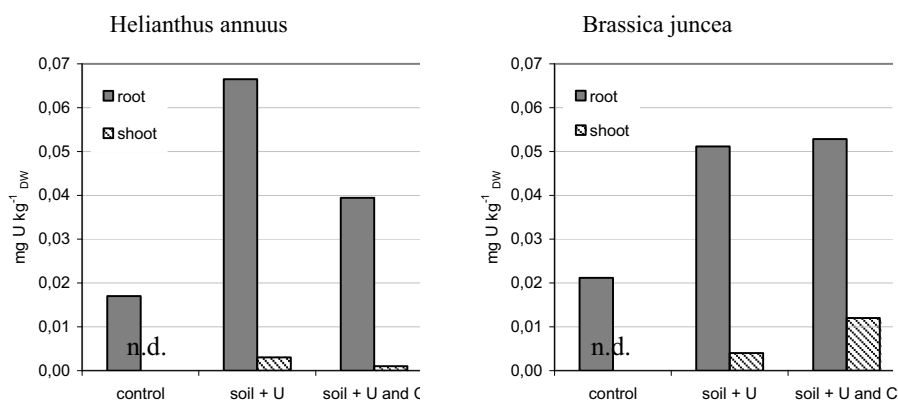 Helianthus annuus
0,07
0,06
0,05
0,04
0,03
0,02
0,01
0,00
mg U kg⁻¹ DW
root
shoot
n.d.
control
soil + U
soil + U and C
Brassica juncea
0,07
0,06
0,05
0,04
0,03
0,02
0,01
0,00
mg U kg⁻¹ DW
root
shoot
n.d.
control
soil + U
soil + U and C